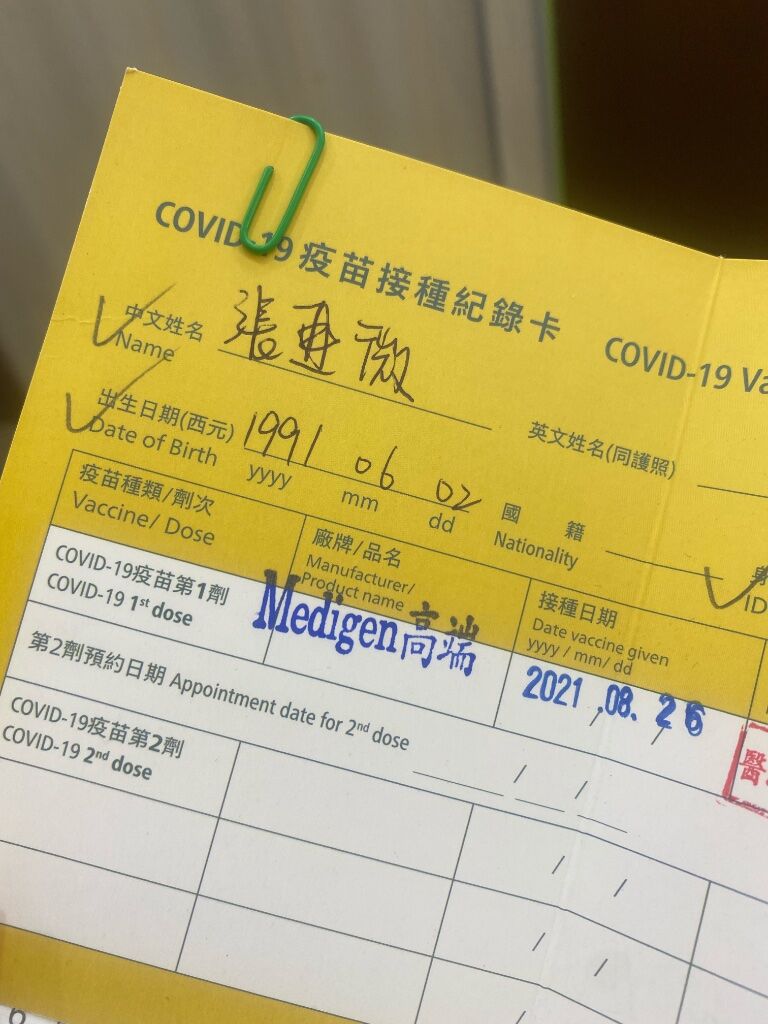 COVID-19 疫苗接種紀錄卡
COVID-19 Va
中文姓名
Name
張 微
英文姓名(同護照)
出生日期(西元)
Date of Birth
1991 06 02
yyyy mm dd
國籍
Nationality
ID
疫苗種類/劑次
Vaccine/ Dose
廠牌/品名
Manufacturer/
Product name
接種日期
Date vaccine given
yyyy / mm/ dd
COVID-19疫苗第1劑
COVID-19 1st dose
Medigen高端
2021.08.26
醫
第2劑預約日期 Appointment date for 2nd dose
/ /
COVID-19疫苗第2劑
COVID-19 2nd dose
/ /
/ /
/